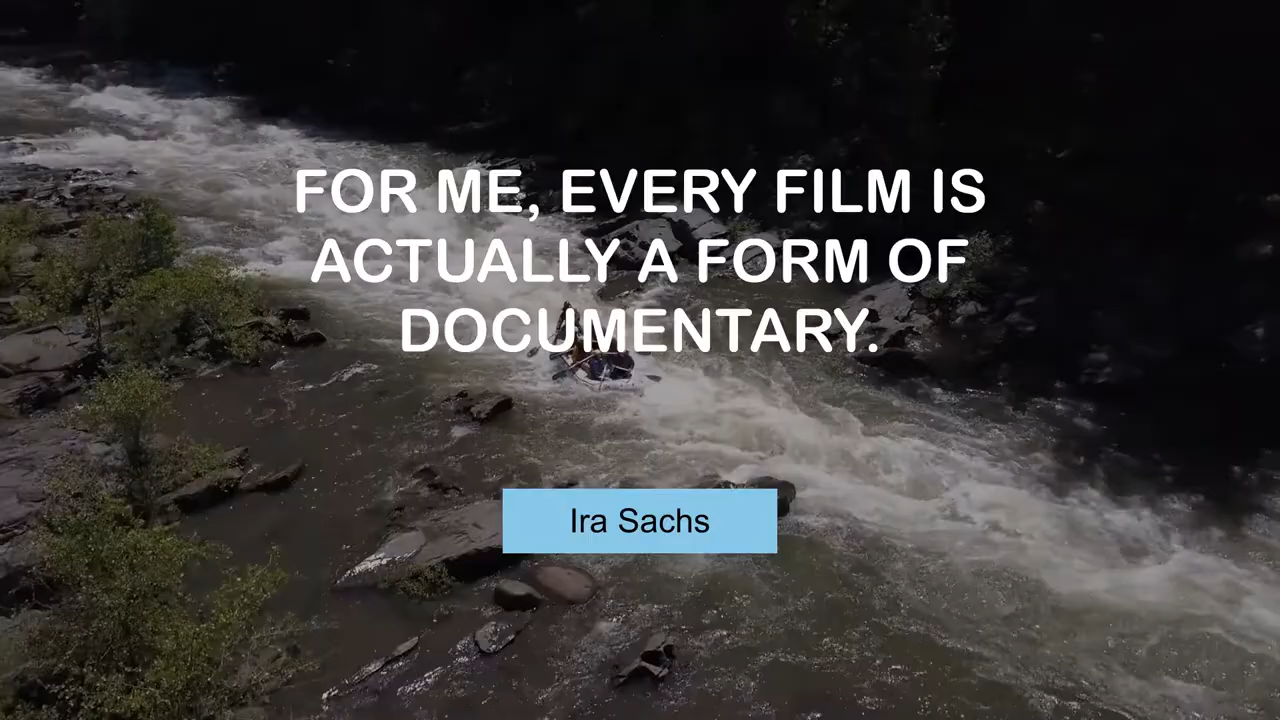 FOR ME, EVERY FILM IS
ACTUALLY A FORM OF
DOCUMENTARY.
Ira Sachs